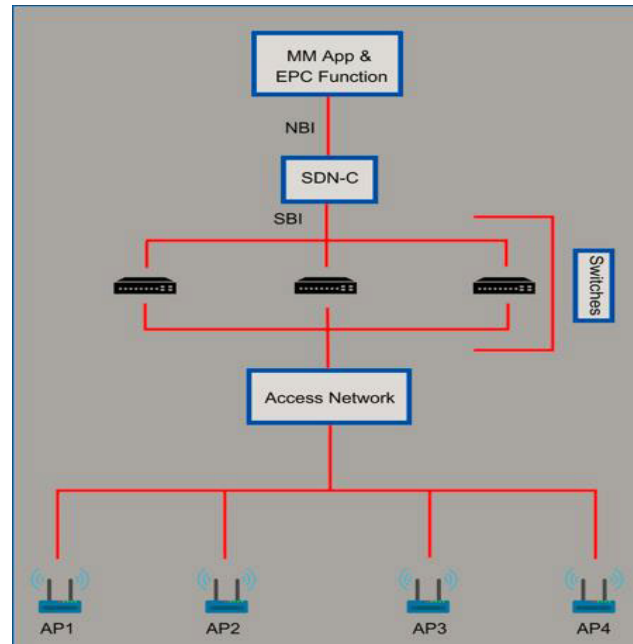 MM App &
EPC Function
NBI
SDN-C
SBI
Switches
Access Network
AP1
AP2
AP3
AP4